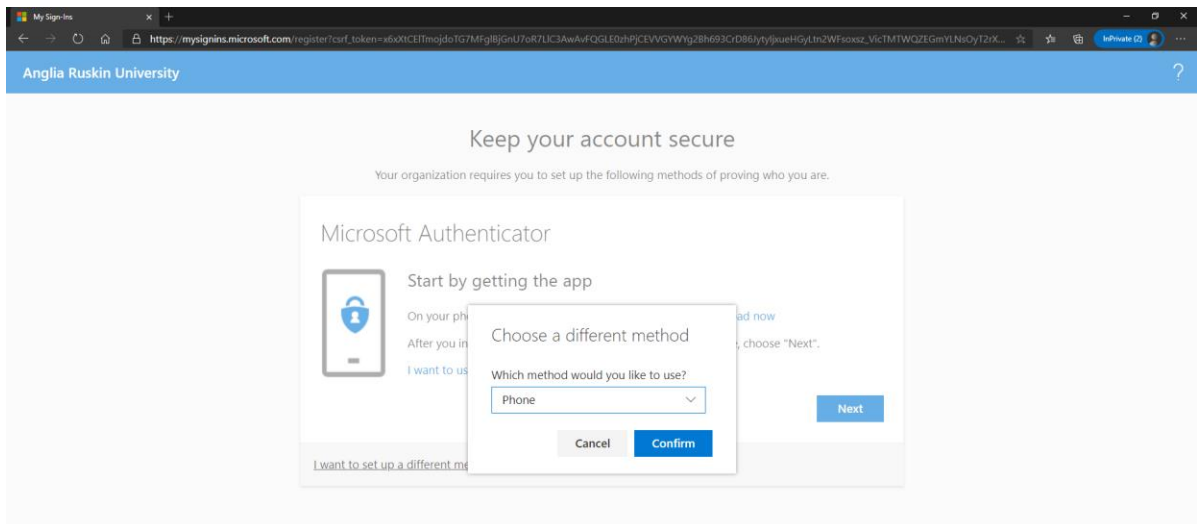 My Sign-Ins
https://mysignins.microsoft.com/register?csrf_token=
InPrivate (2)
Anglia Ruskin University
?
Keep your account secure
Your organization requires you to set up the following methods of proving who you are.
Microsoft Authenticator
Start by getting the app
On your ad now
After you in , choose "Next".
I want to us
Choose a different method
Which method would you like to use?
Phone
Cancel Confirm
Next
I want to set up a different me